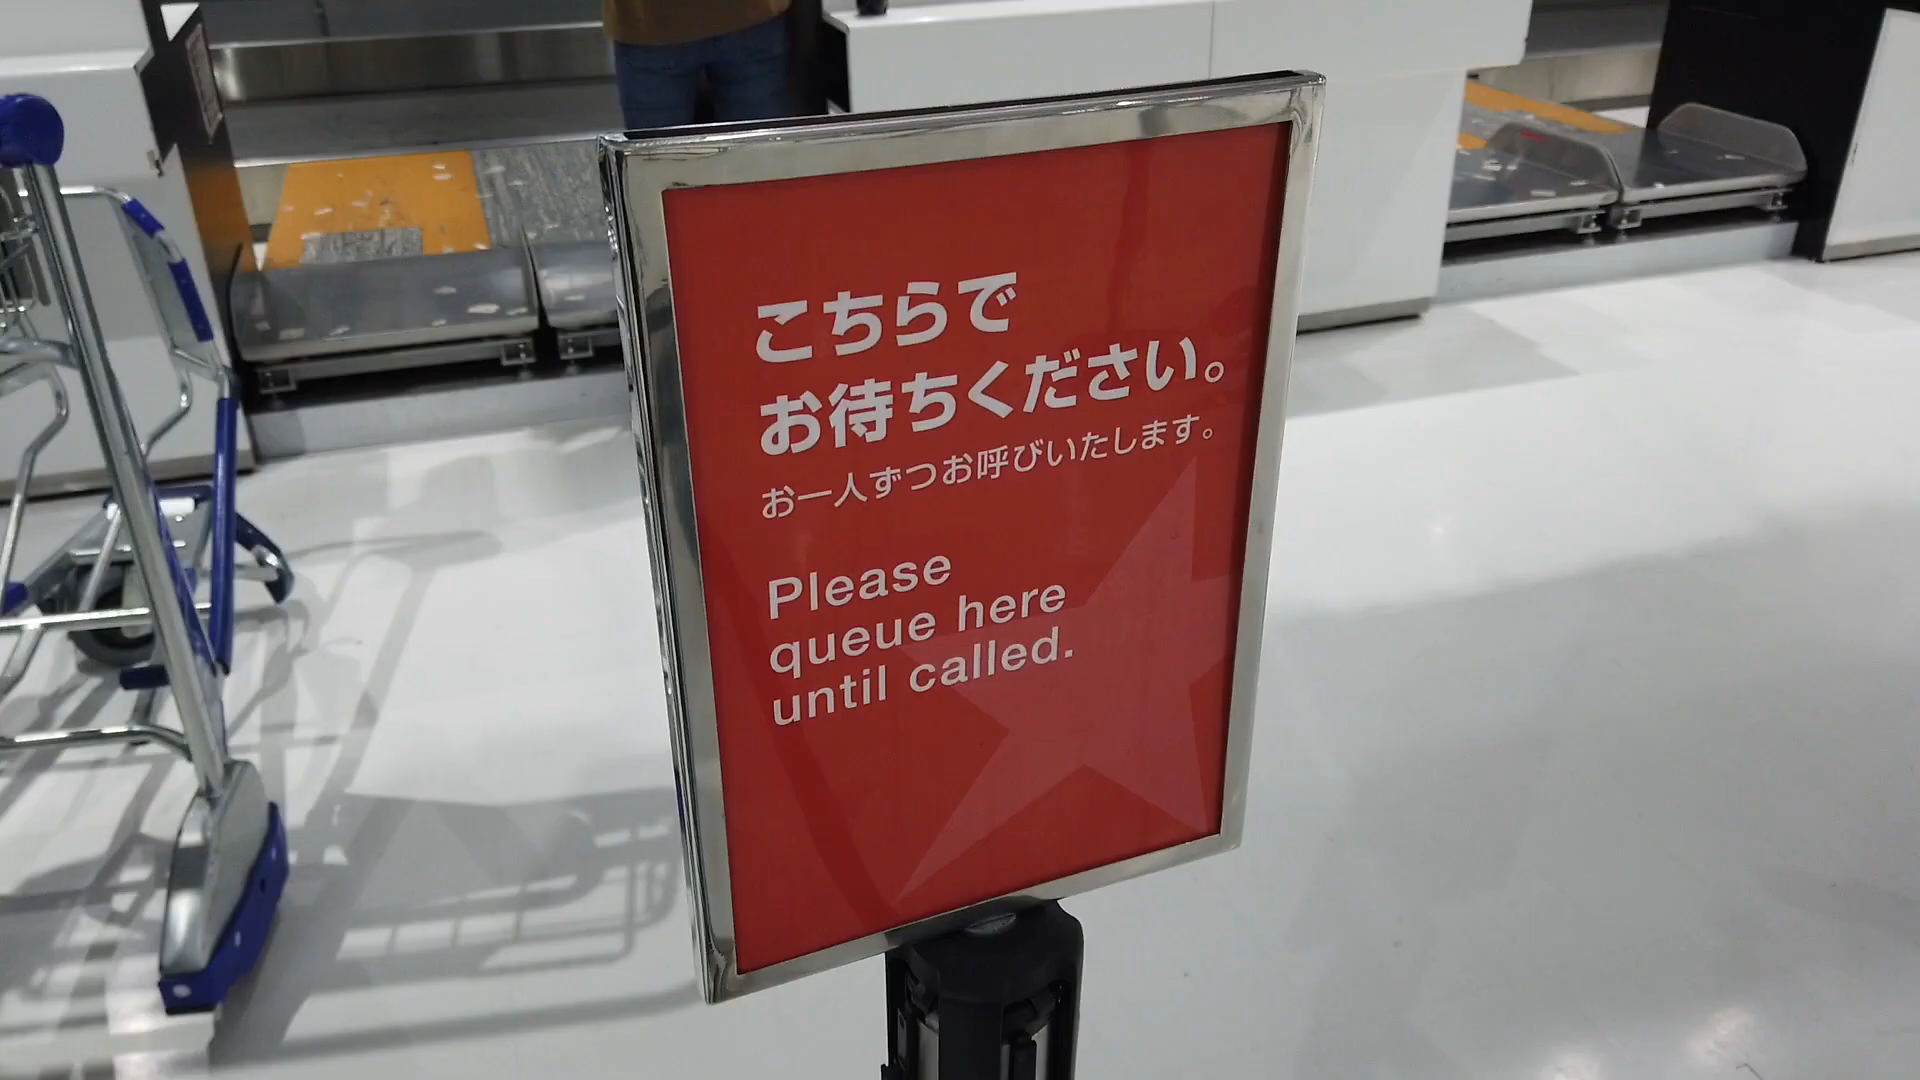 こちらで
お待ちください。
お一人ずつお呼びいたします。
Please
queue here
until called.